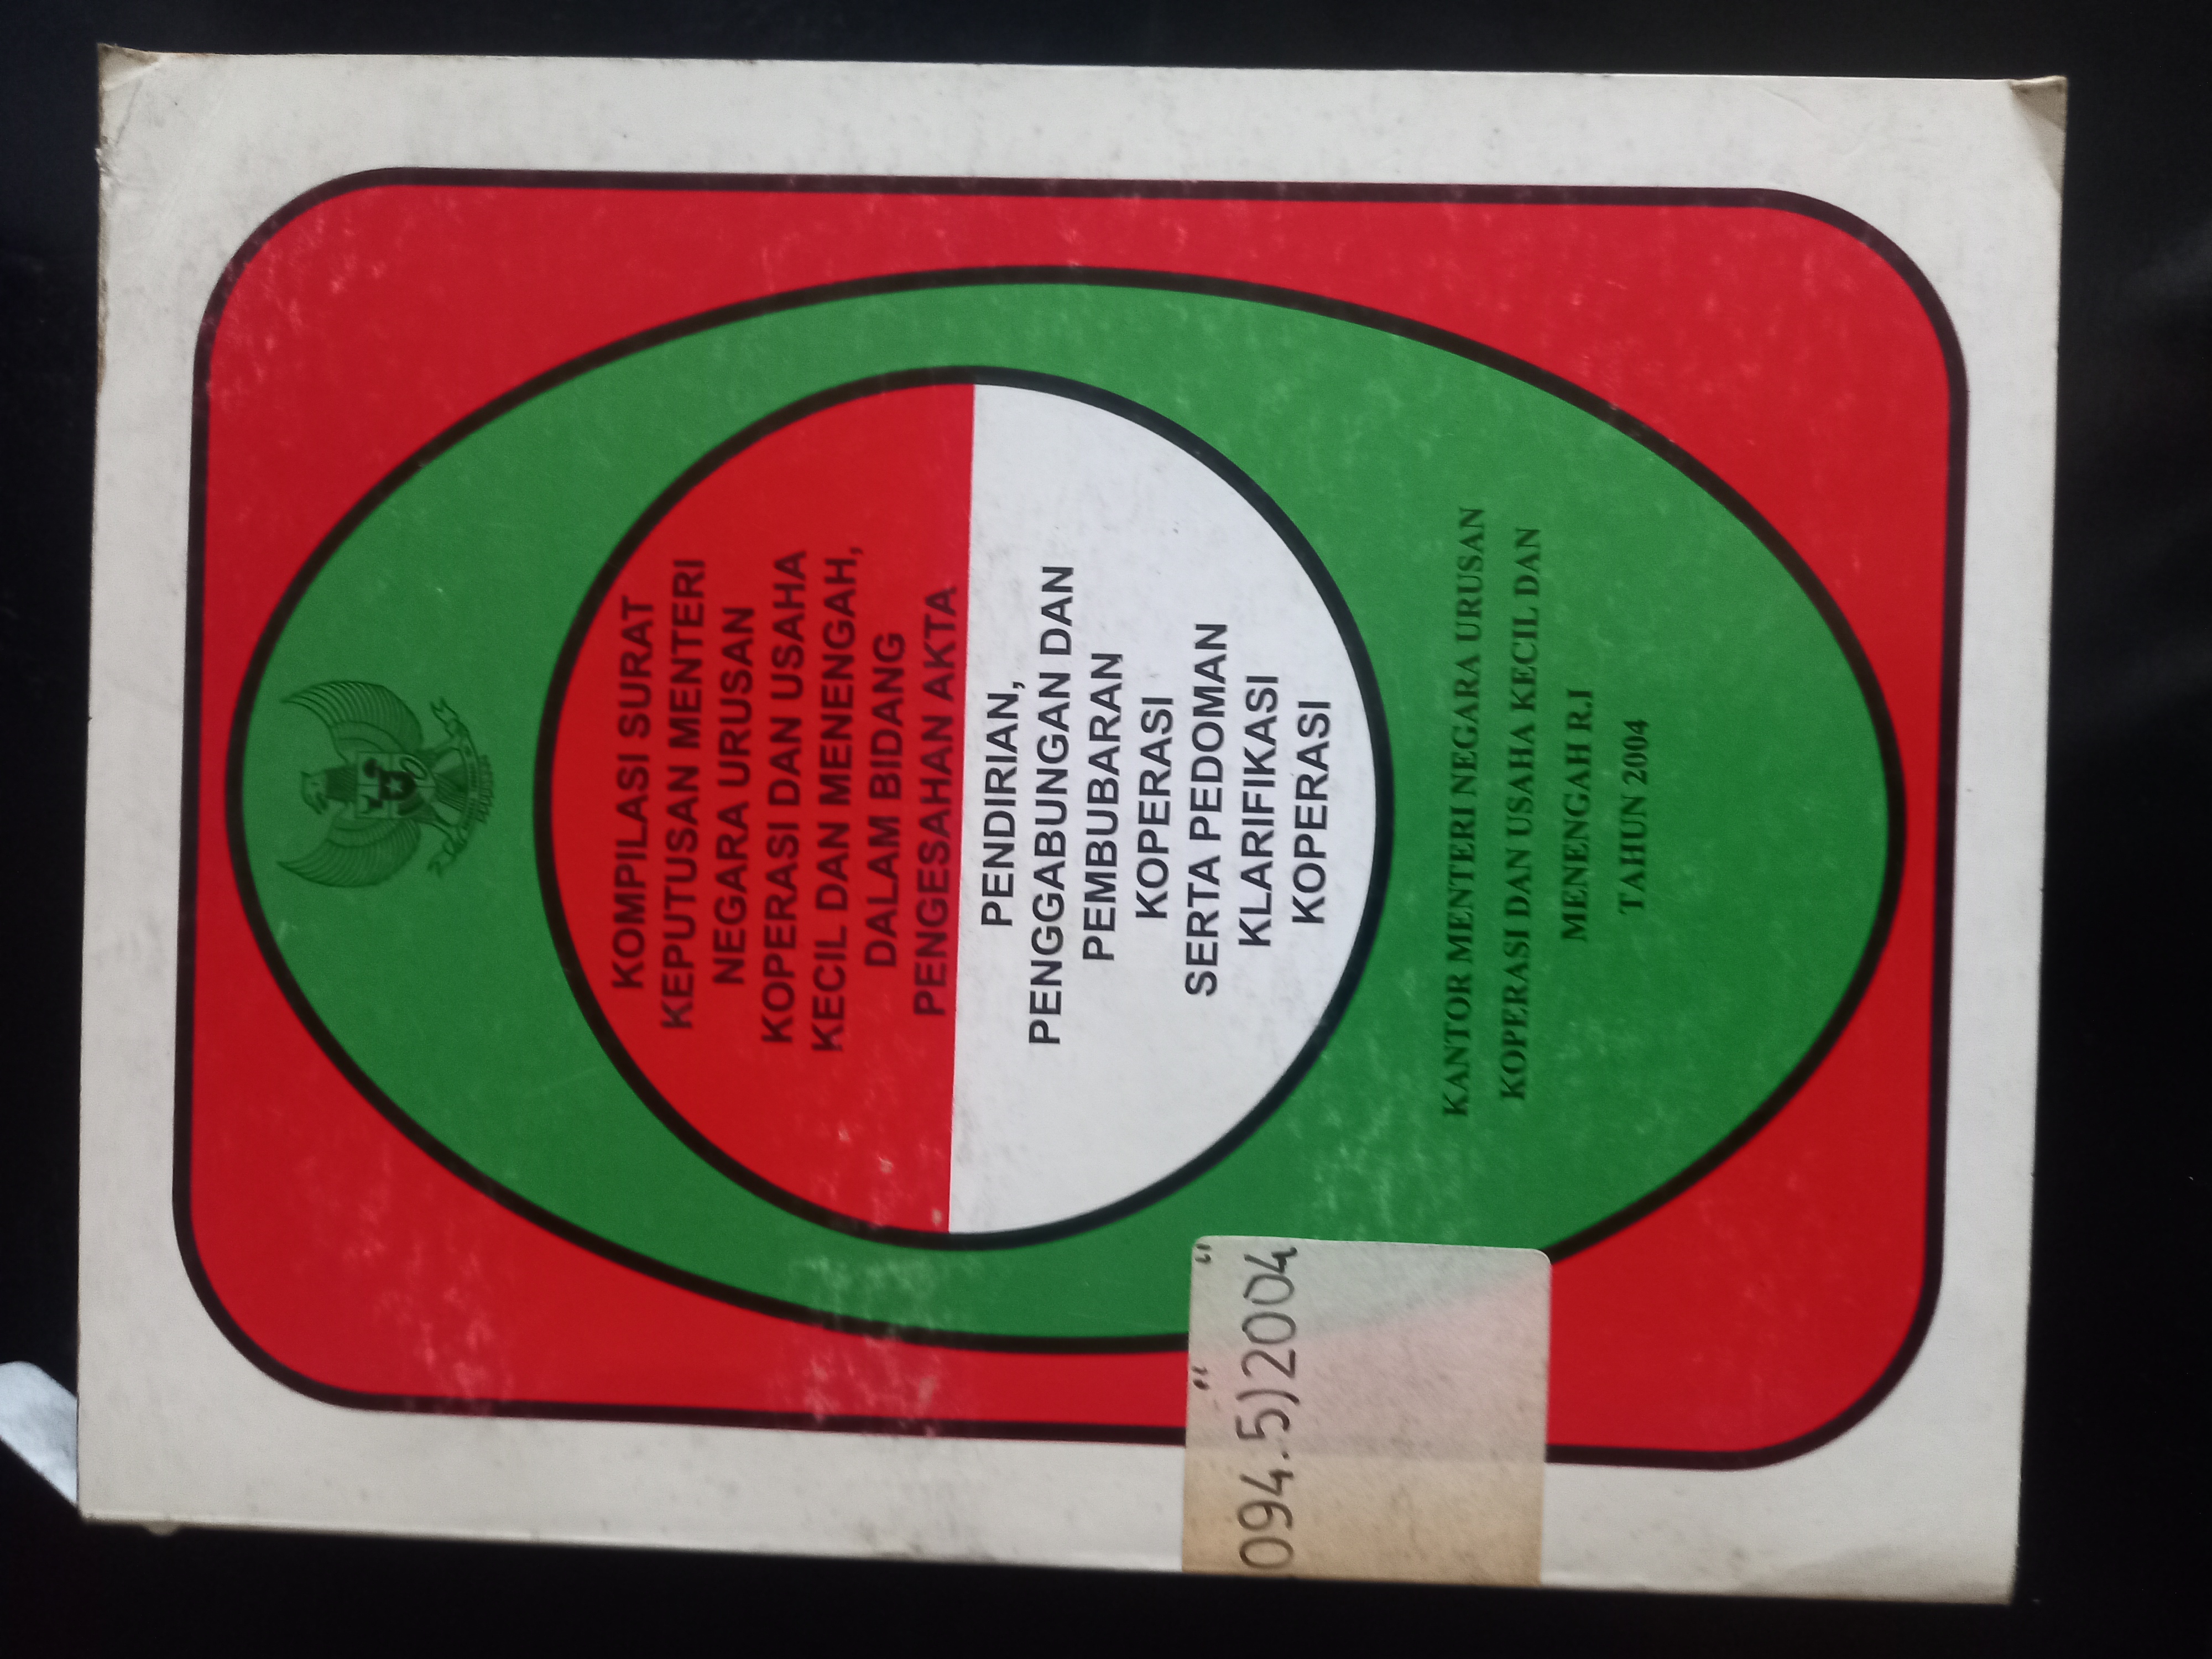 KOMPILASI SURAT
KEPUTUSAN MENTERI
NEGARA URUSAN
KOPERASI DAN USAHA
KECIL DAN MENENGAH,
DALAM BIDANG
PENGESAHAN AKTA
PENDIRIAN,
PENGGABUNGAN DAN
PEMBUBARAN
KOPERASI
SERTA PEDOMAN
KLARIFIKASI
KOPERASI
KANTOR MENTERI NEGARA URUSAN
KOPERASI DAN USAHA KECIL DAN
MENENGAH R.I
TAHUN 2004
094.5)"2004"